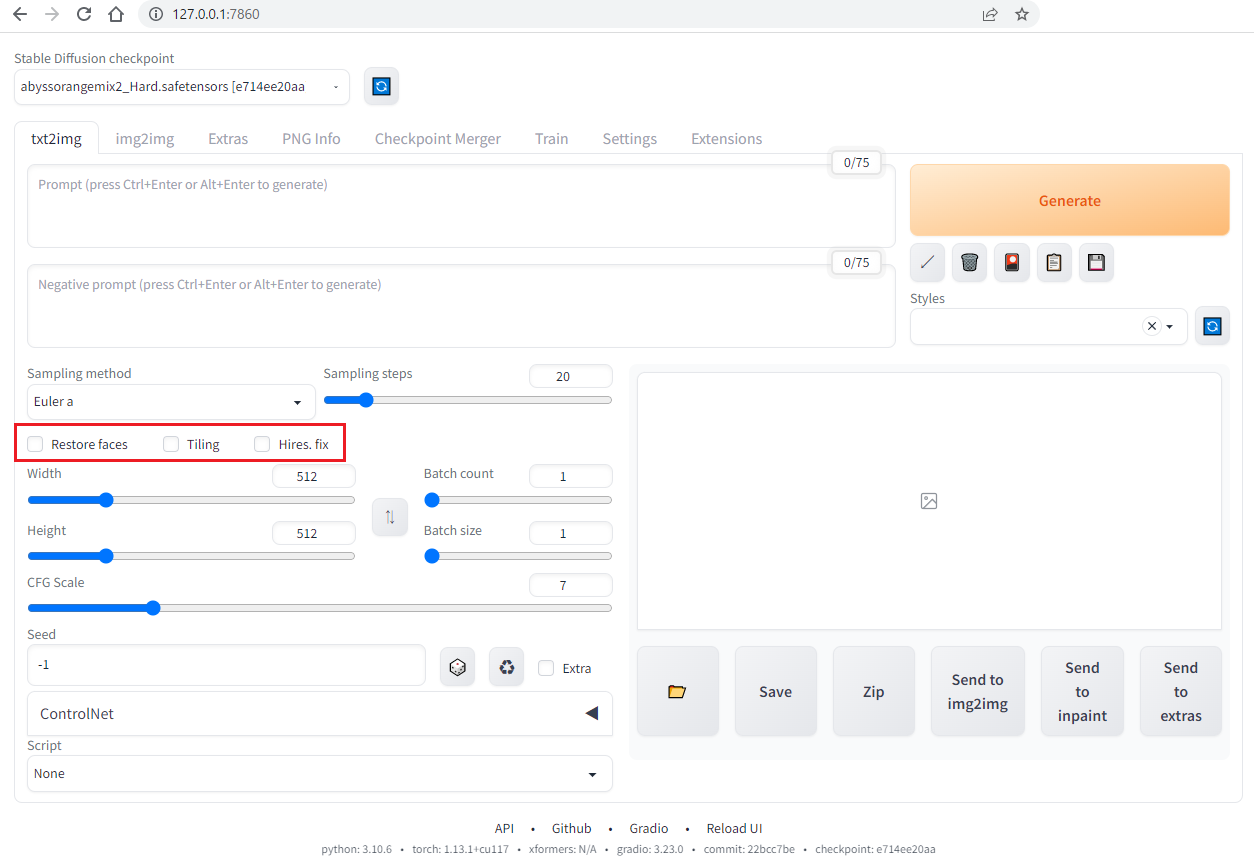 127.0.0.1:7860
Stable Diffusion checkpoint
abyssorangemix2_Hard.safetensors [e714ee20aa
txt2img img2img Extras PNG Info Checkpoint Merger Train Settings Extensions
0/75
Prompt (press Ctrl+Enter or Alt+Enter to generate)
Generate
0/75
Negative prompt (press Ctrl+Enter or Alt+Enter to generate)
Styles
Sampling method
Euler a
Sampling steps
20
Restore faces Tiling Hires. fix
Width
512
Batch count
1
Height
512
Batch size
1
CFG Scale
7
Seed
-1
Extra
ControlNet
Script
None
Save
Zip
Send to
img2img
Send
to
inpaint
Send
to
extras
API • Github • Gradio • Reload UI
python: 3.10.6 • torch: 1.13.1+cu117 • xformers: N/A • gradio: 3.23.0 • commit: 22bcc7be • checkpoint: e714ee20aa